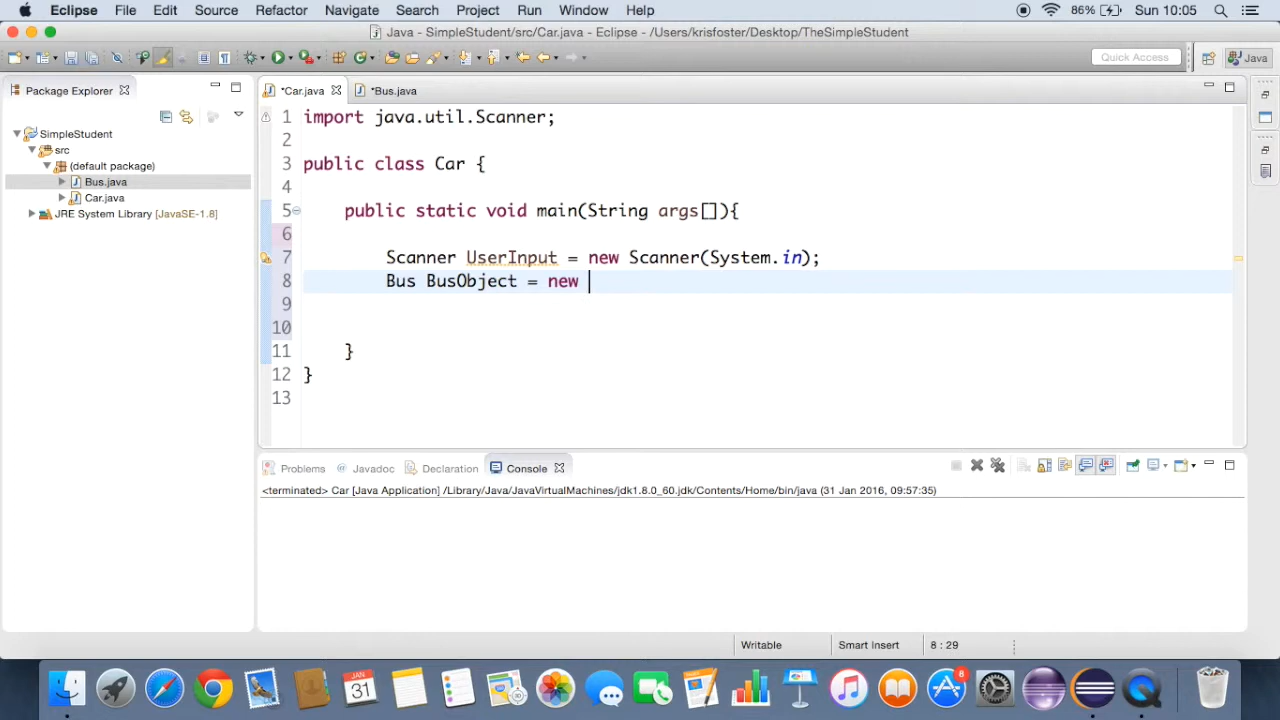 Eclipse File Edit Source Refactor Navigate Search Project Run Window Help 86% Sun 10:05
Java - SimpleStudent/src/Car.java - Eclipse - /Users/krisfoster/Desktop/TheSimpleStudent
Quick Access Java
Package Explorer
*Car.java *Bus.java
SimpleStudent
src
(default package)
Bus.java
Car.java
JRE System Library [JavaSE-1.8]
1 import java.util.Scanner;
2
3 public class Car {
4
5 public static void main(String args[]){
6
7 Scanner UserInput = new Scanner(System.in);
8 Bus BusObject = new
9
10
11 }
12 }
13
Problems @ Javadoc Declaration Console
<terminated> Car [Java Application] /Library/Java/JavaVirtualMachines/jdk1.8.0_60.jdk/Contents/Home/bin/java (31 Jan 2016, 09:57:35)
Writable Smart Insert 8 : 29
JAN
31
8